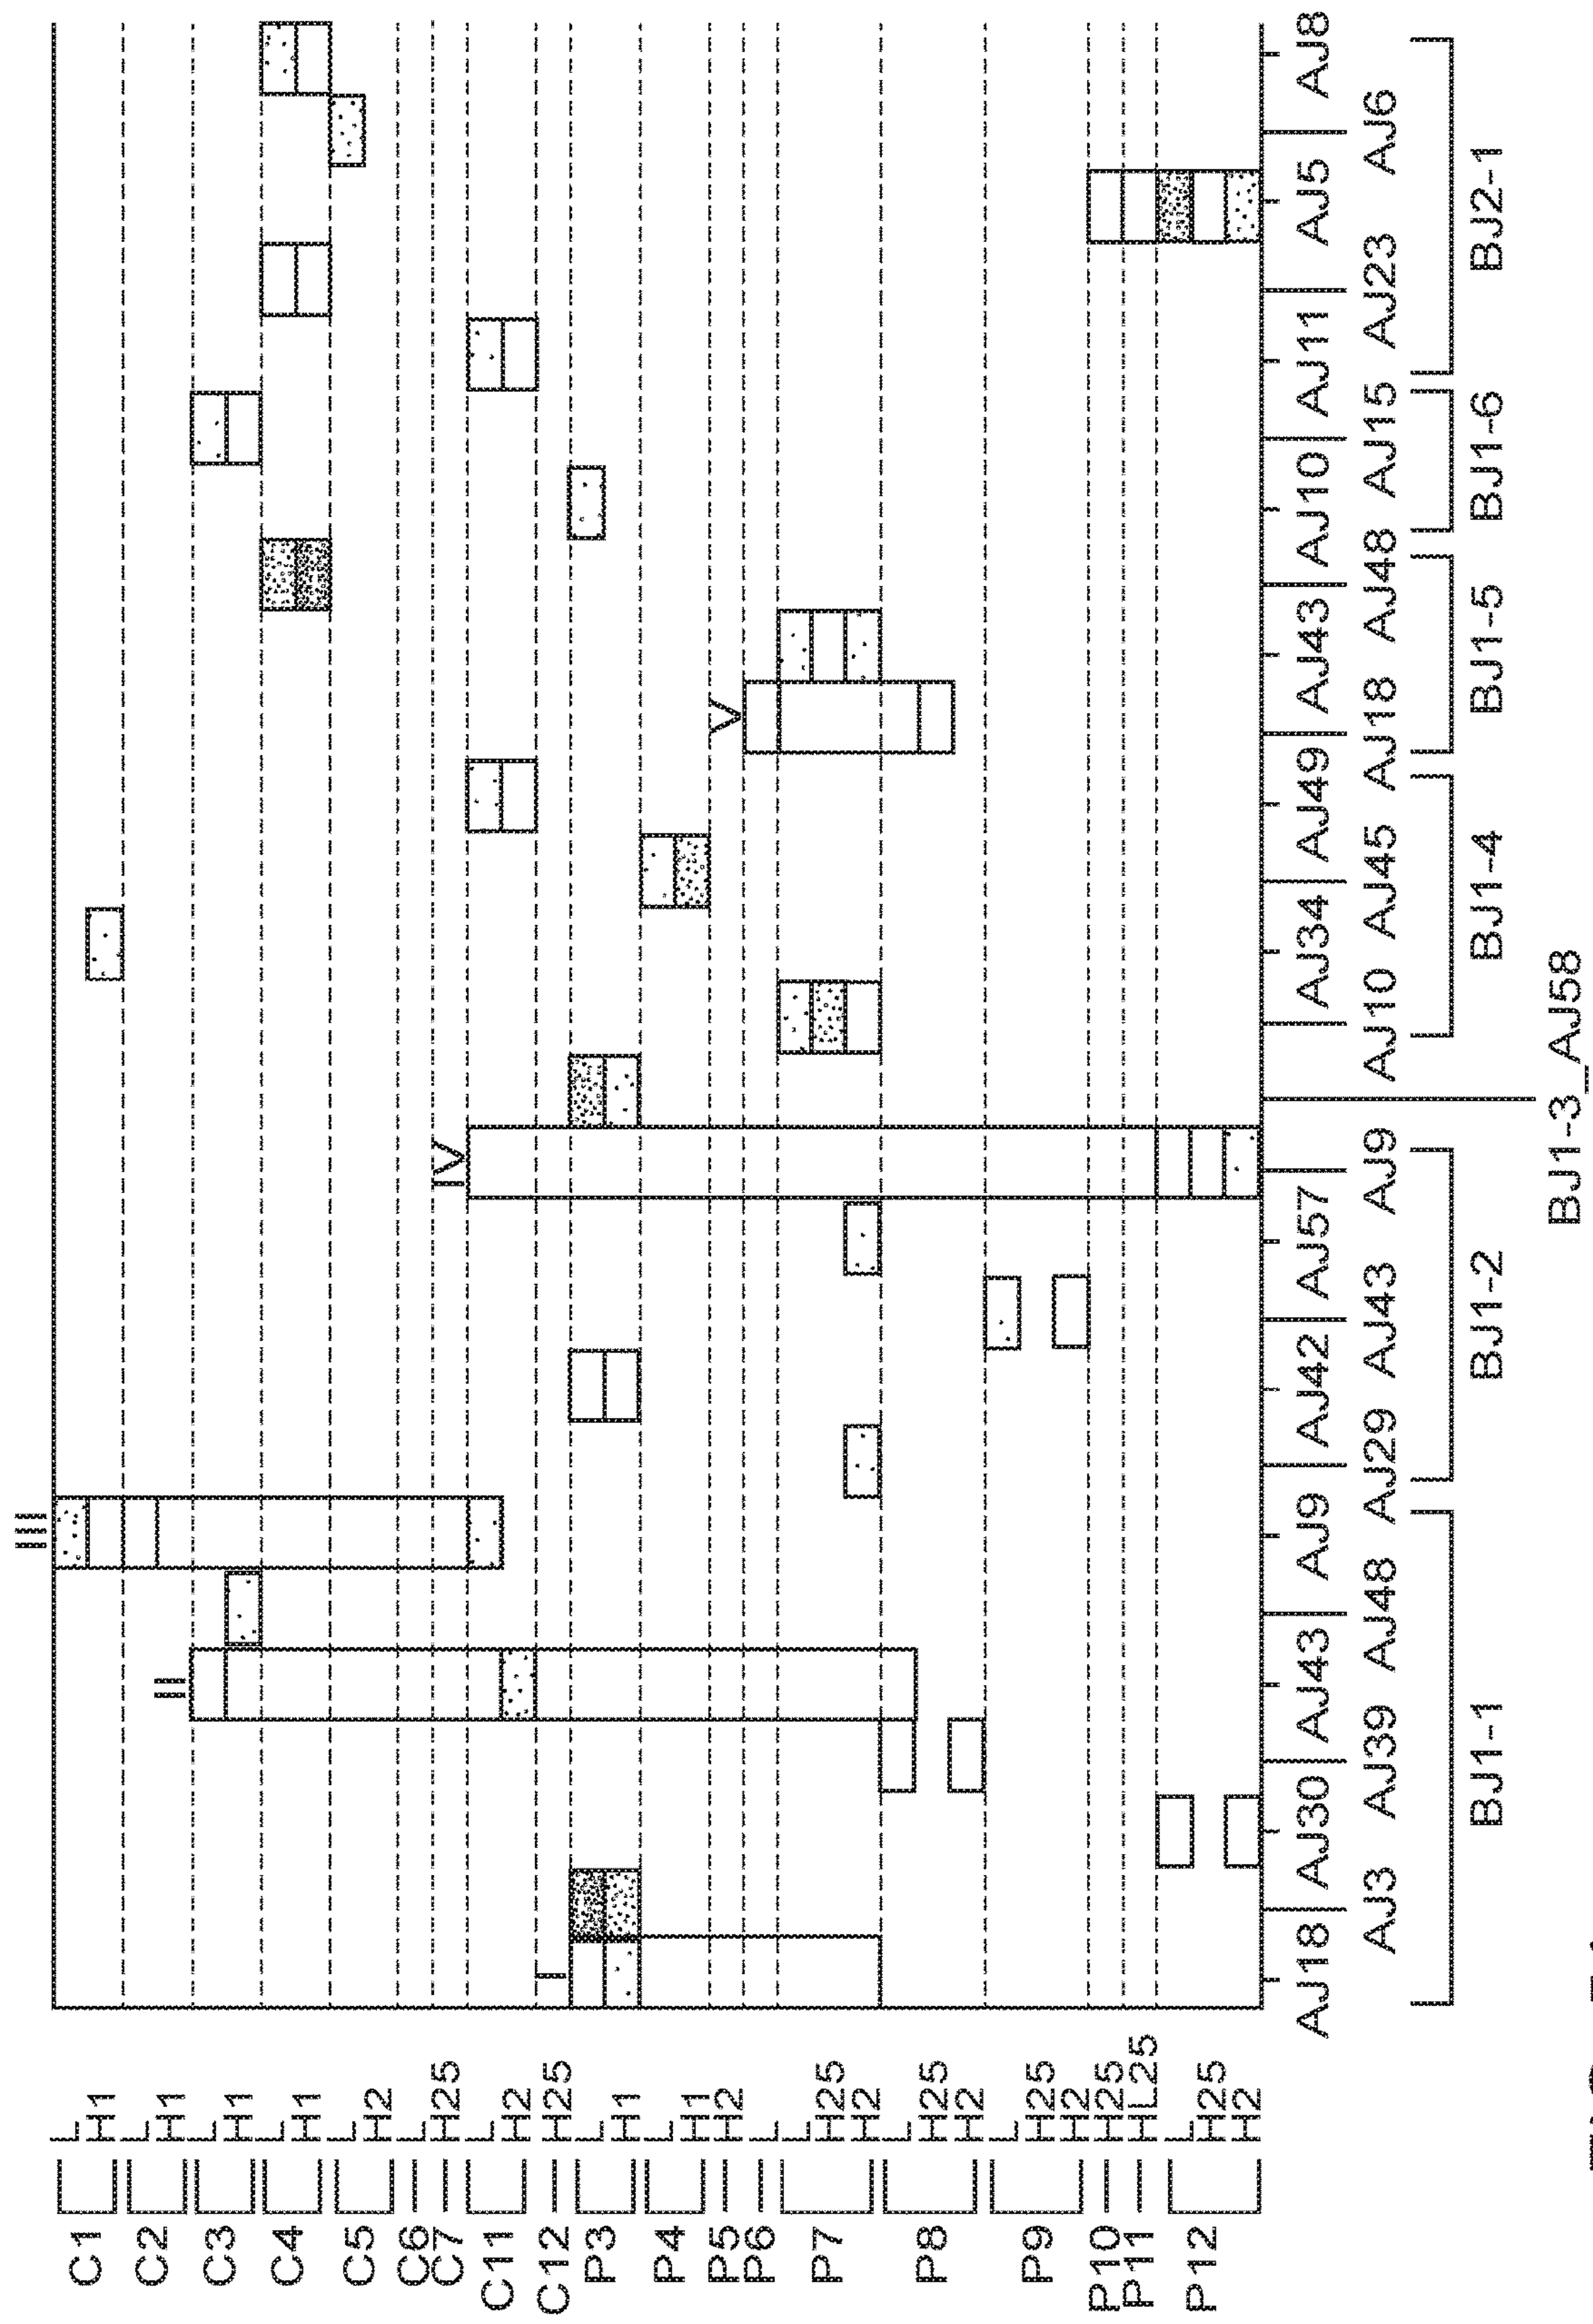 III
C1 L
H1
C2 L
H1
II
C3 L
H1
C4 L
H1
C5 L
H2
C6 L
C7 H25
IV
C11 L
H2
C12 H25
I
P3 L
H1
P4 L
H1
P5 H2
V
P6 L
P7 L
H25
H2
P8 L
H25
H2
P9 L
H25
H2
P10 H25
P11 HL25
P12 L
H25
H2
AJ18 AJ30 AJ43 AJ9 AJ42 AJ57 AJ34 AJ49 AJ43 AJ10 AJ11 AJ5 AJ8
AJ3 AJ39 AJ48 AJ29 AJ43 AJ9 AJ10 AJ45 AJ18 AJ48 AJ15 AJ23 AJ6
BJ1-1 BJ1-2 BJ1-4 BJ1-5 BJ1-6 BJ2-1
BJ1-3_AJ58